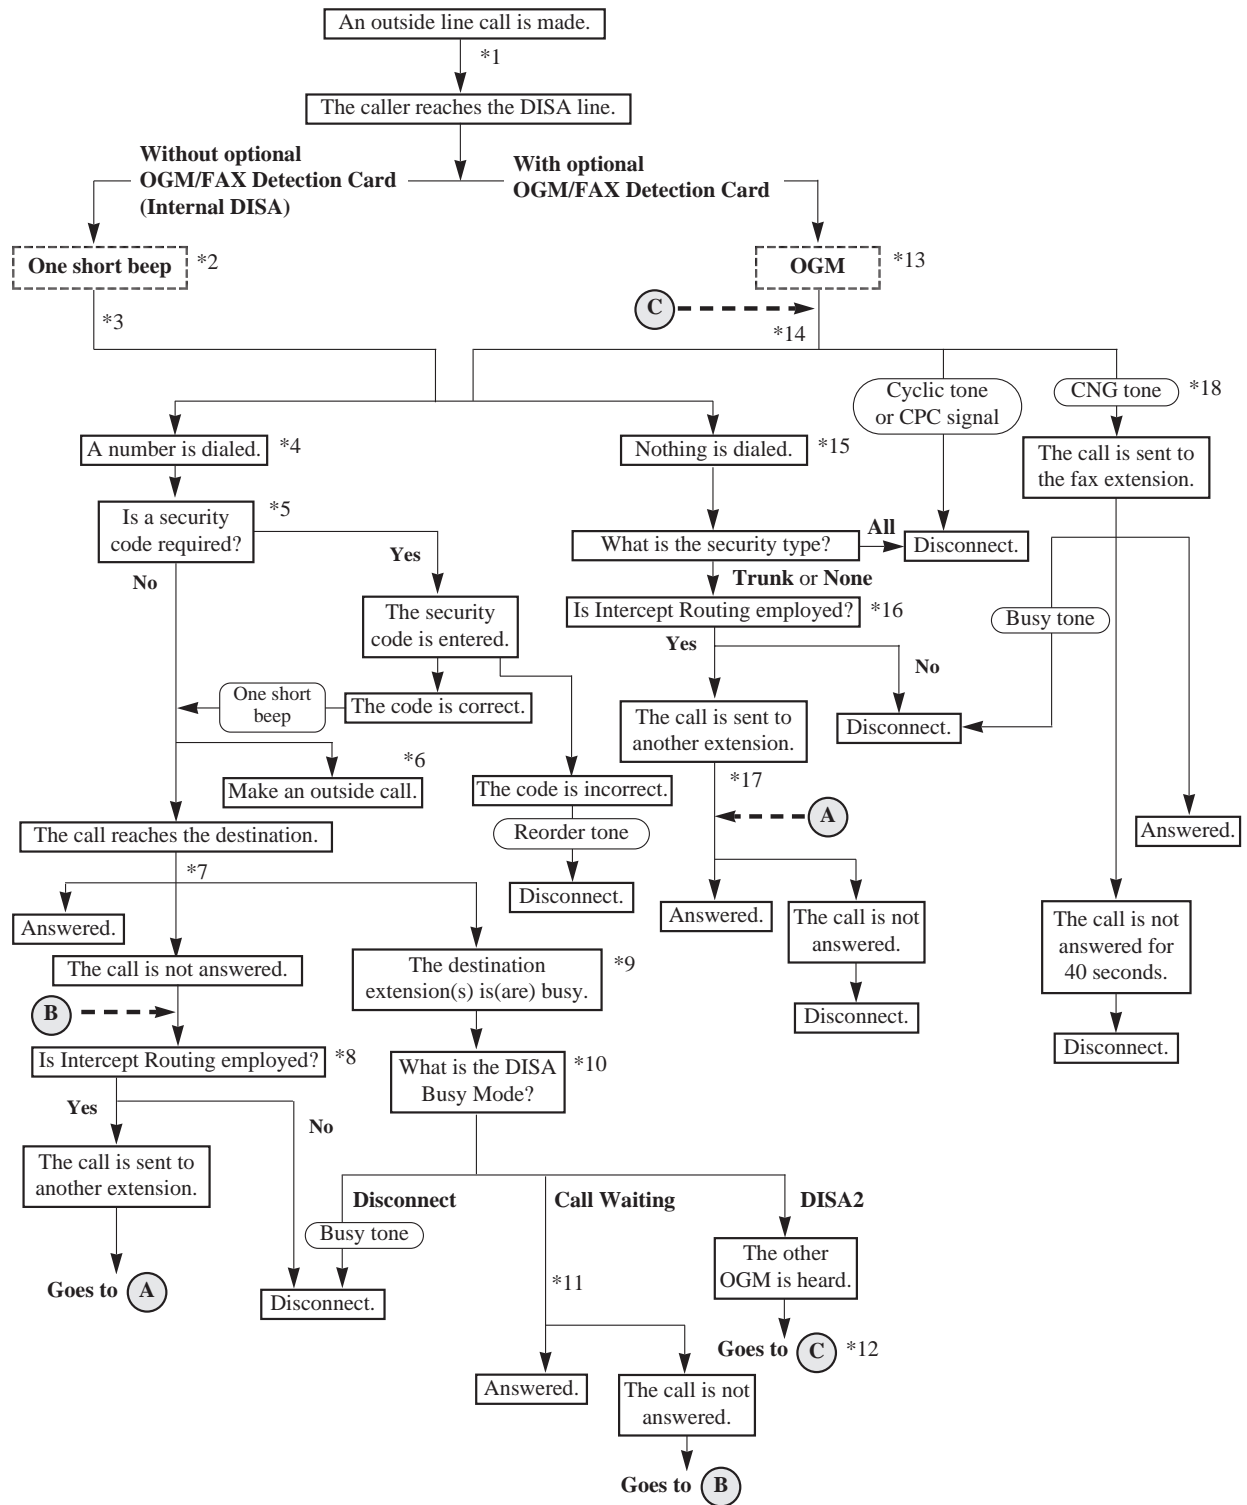 An outside line call is made.
*1
The caller reaches the DISA line.
Without optional
OGM/FAX Detection Card
(Internal DISA)
With optional
OGM/FAX Detection Card
One short beep
*2
OGM
*13
C
*3
*14
Cyclic tone
or CPC signal
CNG tone
*18
A number is dialed.
*4
Nothing is dialed.
*15
The call is sent to
the fax extension.
Is a security
code required?
*5
Yes
No
What is the security type?
All
Disconnect.
Trunk or None
The security
code is entered.
Is Intercept Routing employed?
*16
Busy tone
Yes
No
One short
beep
The code is correct.
The call is sent to
another extension.
Disconnect.
*6
Make an outside call.
The code is incorrect.
*17
A
The call reaches the destination.
Reorder tone
Answered.
*7
Disconnect.
Answered.
Answered.
The call is not
answered.
The call is not
answered for
40 seconds.
The call is not answered.
The destination
extension(s) is(are) busy.
*9
B
Disconnect.
Disconnect.
Is Intercept Routing employed?
*8
What is the DISA
Busy Mode?
*10
Yes
No
The call is sent to
another extension.
Disconnect
Call Waiting
DISA2
Busy tone
The other
OGM is heard.
Goes to A
Disconnect.
*11
Goes to C
*12
Answered.
The call is not
answered.
Goes to B